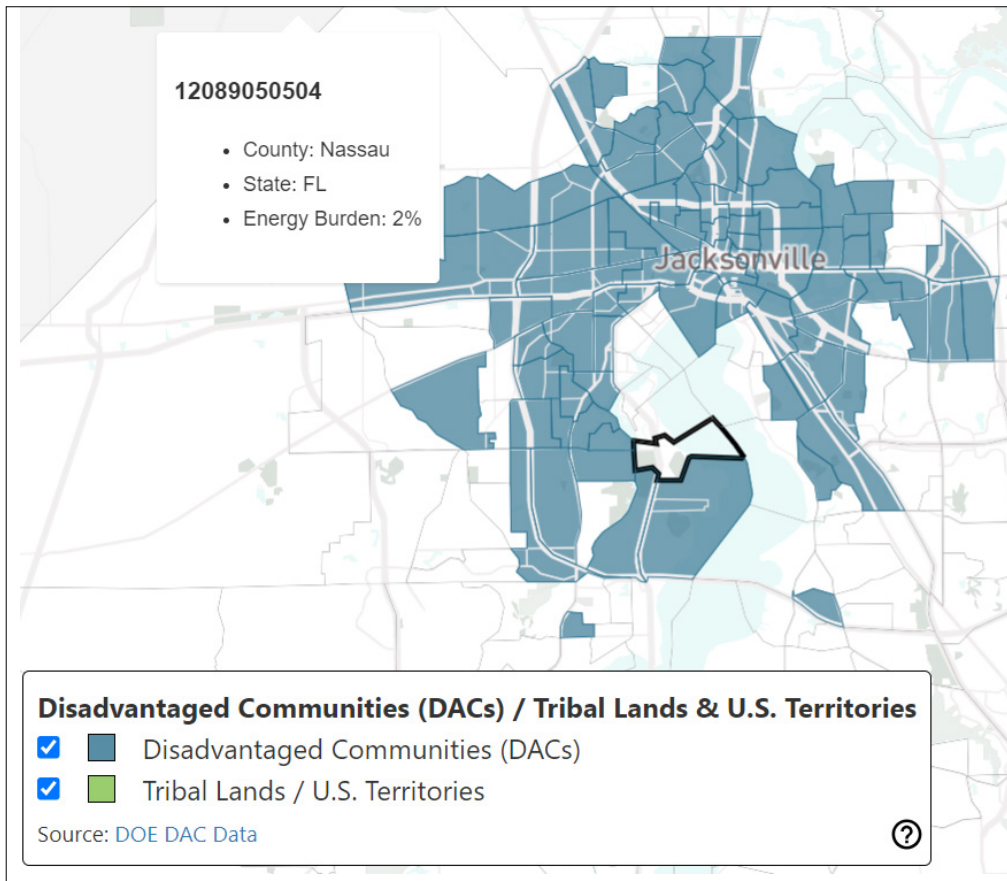 12089050504
• County: Nassau
• State: FL
• Energy Burden: 2%
Jacksonville
Disadvantaged Communities (DACs) / Tribal Lands & U.S. Territories
Disadvantaged Communities (DACs)
Tribal Lands / U.S. Territories
Source: DOE DAC Data
?